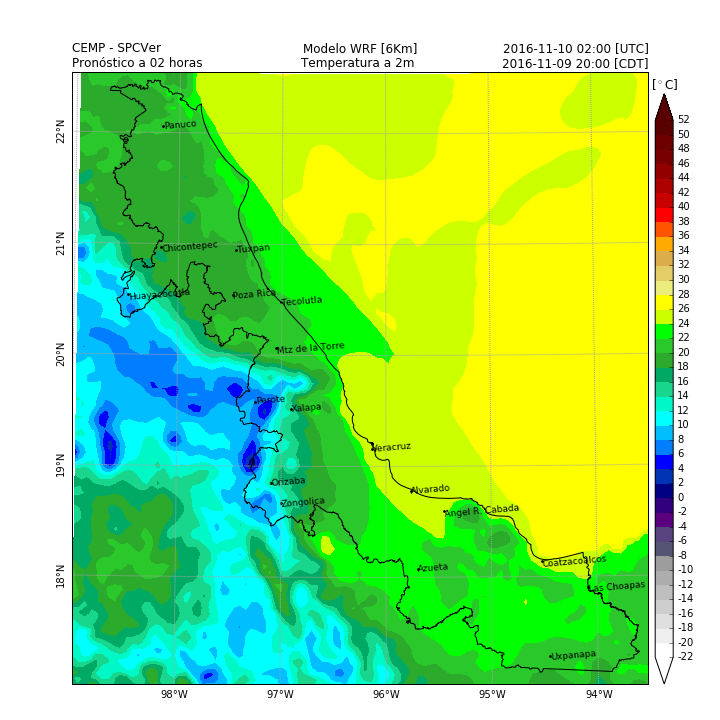 CEMP - SPCVer
Modelo WRF [6Km]
2016-11-10 02:00 [UTC]
Pronóstico a 02 horas
Temperatura a 2m
2016-11-09 20:00 [CDT]
[°C]
52
50
48
46
44
42
40
38
36
34
32
30
28
26
24
22
20
18
16
14
12
10
8
6
4
2
0
-2
-4
-6
-8
-10
-12
-14
-16
-18
-20
-22
22°N
21°N
20°N
19°N
18°N
Panuco
Chicontepec
Tuxpan
Huayacocotla
Poza Rica
Tecolutla
Mtz de la Torre
Perote
Xalapa
Veracruz
Orizaba
Zongolica
Alvarado
Angel R. Cabada
Azueta
Coatzacoalcos
Las Choapas
Uxpanapa
98°W
97°W
96°W
95°W
94°W